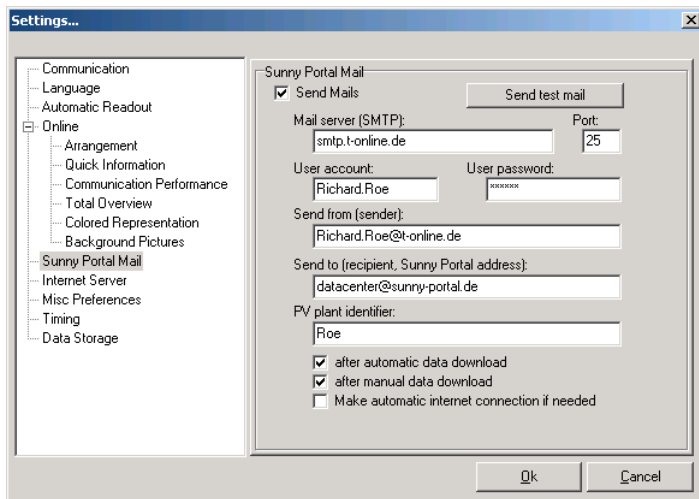 Settings...
Communication
Language
Automatic Readout
Online
Arrangement
Quick Information
Communication Performance
Total Overview
Colored Representation
Background Pictures
Sunny Portal Mail
Internet Server
Misc Preferences
Timing
Data Storage
Sunny Portal Mail
Send Mails
Send test mail
Mail server (SMTP): Port:
smtp.t-online.de 25
User account: User password:
Richard.Roe ******
Send from (sender):
Richard.Roe@t-online.de
Send to (recipient, Sunny Portal address):
datacenter@sunny-portal.de
PV plant identifier:
Roe
after automatic data download
after manual data download
Make automatic internet connection if needed
Ok Cancel